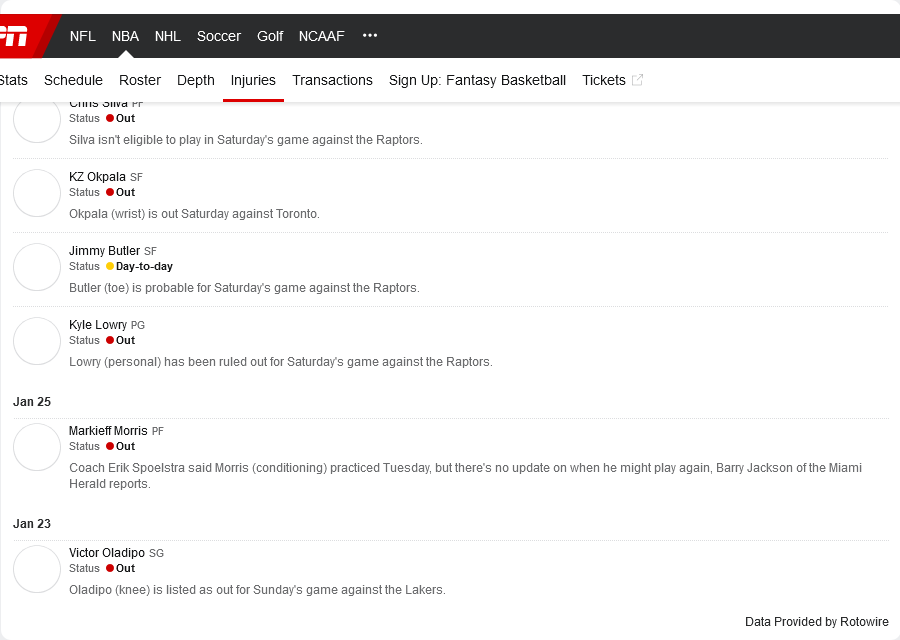 NFL NBA NHL Soccer Golf NCAAF •••
Stats Schedule Roster Depth Injuries Transactions Sign Up: Fantasy Basketball Tickets
Chris Silva PF
Status Out
Silva isn't eligible to play in Saturday's game against the Raptors.
KZ Okpala SF
Status Out
Okpala (wrist) is out Saturday against Toronto.
Jimmy Butler SF
Status Day-to-day
Butler (toe) is probable for Saturday's game against the Raptors.
Kyle Lowry PG
Status Out
Lowry (personal) has been ruled out for Saturday's game against the Raptors.
Jan 25
Markieff Morris PF
Status Out
Coach Erik Spoelstra said Morris (conditioning) practiced Tuesday, but there's no update on when he might play again, Barry Jackson of the Miami
Herald reports.
Jan 23
Victor Oladipo SG
Status Out
Oladipo (knee) is listed as out for Sunday's game against the Lakers.
Data Provided by Rotowire